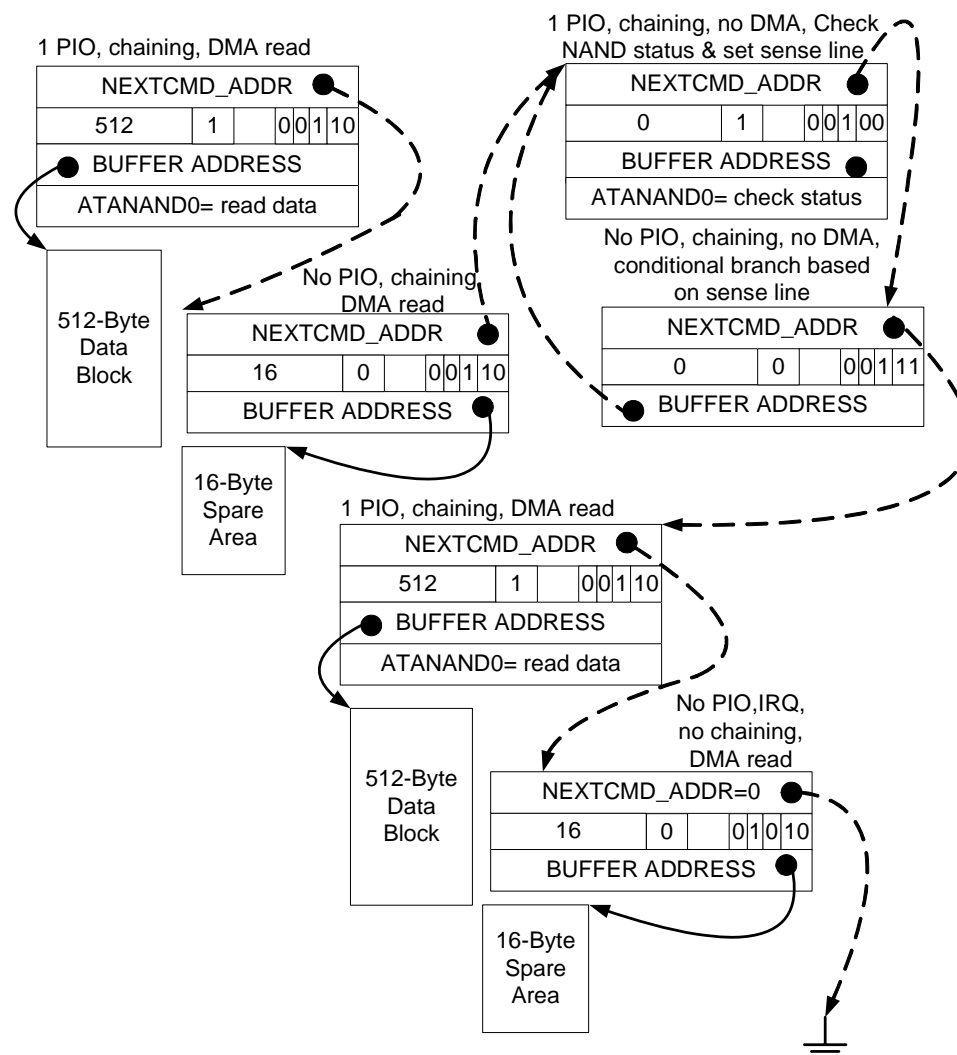 1 PIO, chaining, DMA read
NEXTCMD_ADDR
512 1 0 0 1 10
BUFFER ADDRESS
ATANAND0= read data
512-Byte
Data
Block
No PIO, chaining
DMA read
NEXTCMD_ADDR
16 0 0 0 1 10
BUFFER ADDRESS
16-Byte
Spare
Area
1 PIO, chaining, no DMA, Check
NAND status & set sense line
NEXTCMD_ADDR
0 1 0 0 1 00
BUFFER ADDRESS
ATANAND0= check status
No PIO, chaining, no DMA,
conditional branch based
on sense line
NEXTCMD_ADDR
0 0 0 0 1 11
BUFFER ADDRESS
1 PIO, chaining, DMA read
NEXTCMD_ADDR
512 1 0 0 1 10
BUFFER ADDRESS
ATANAND0= read data
512-Byte
Data
Block
No PIO,IRQ,
no chaining,
DMA read
NEXTCMD_ADDR=0
16 0 0 1 0 10
BUFFER ADDRESS
16-Byte
Spare
Area